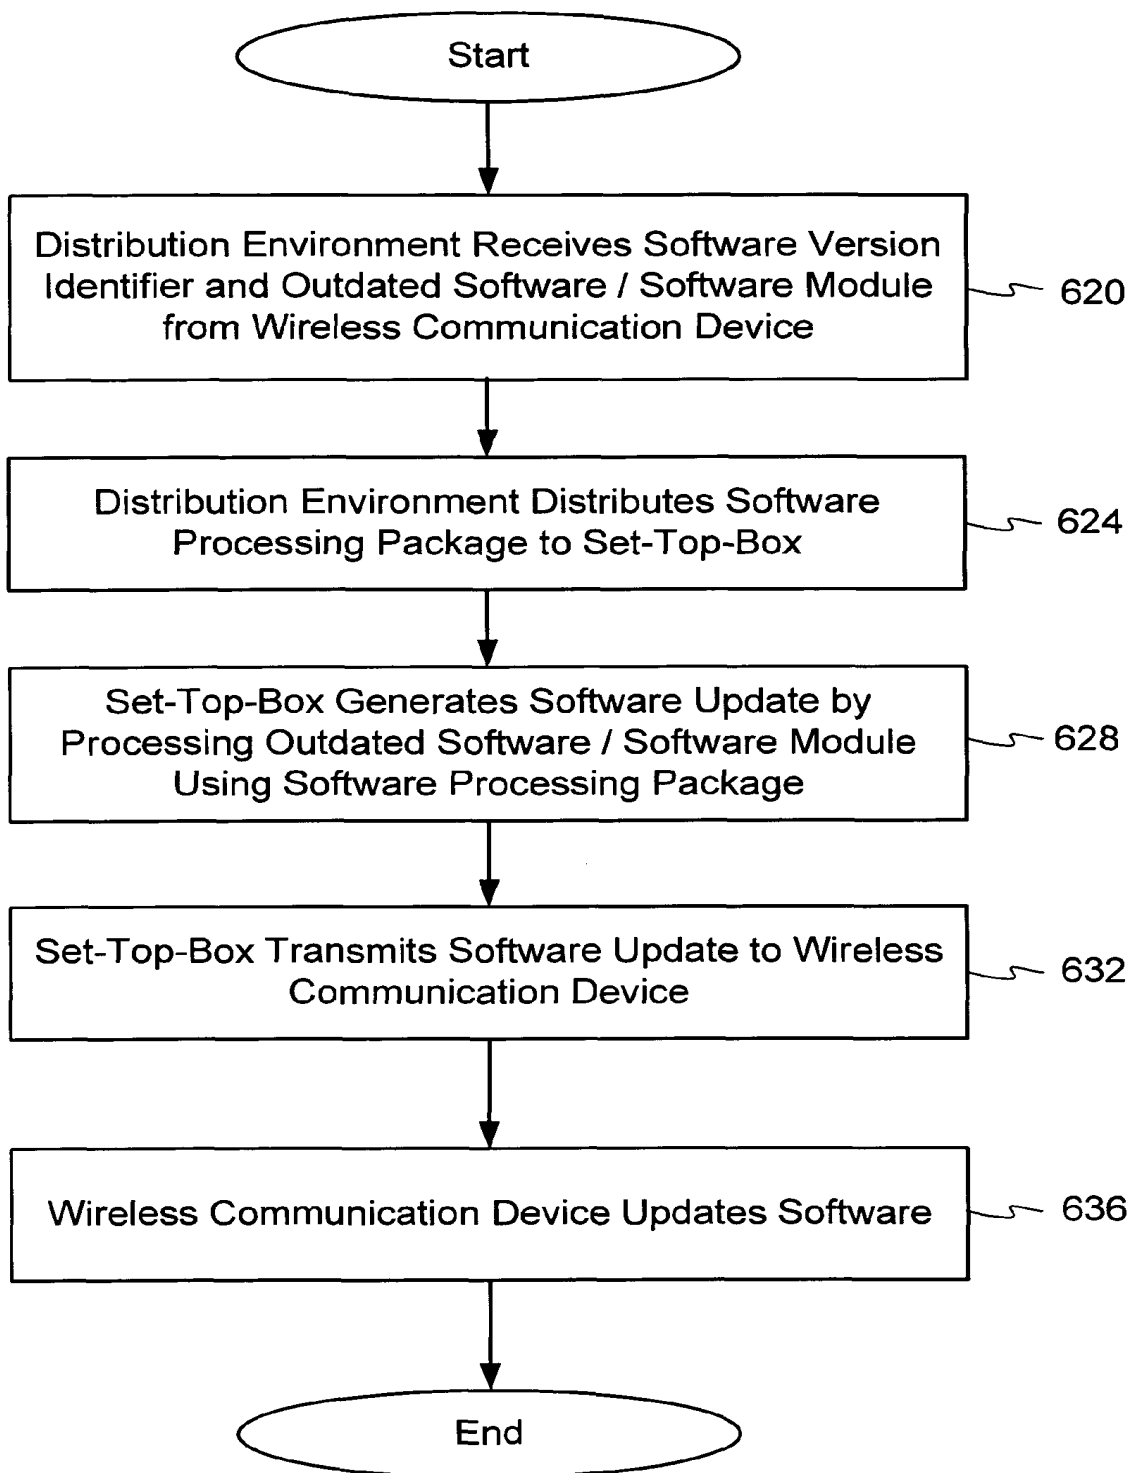 Start
Distribution Environment Receives Software Version
Identifier and Outdated Software / Software Module
from Wireless Communication Device
620
Distribution Environment Distributes Software
Processing Package to Set-Top-Box
624
Set-Top-Box Generates Software Update by
Processing Outdated Software / Software Module
Using Software Processing Package
628
Set-Top-Box Transmits Software Update to Wireless
Communication Device
632
Wireless Communication Device Updates Software
636
End